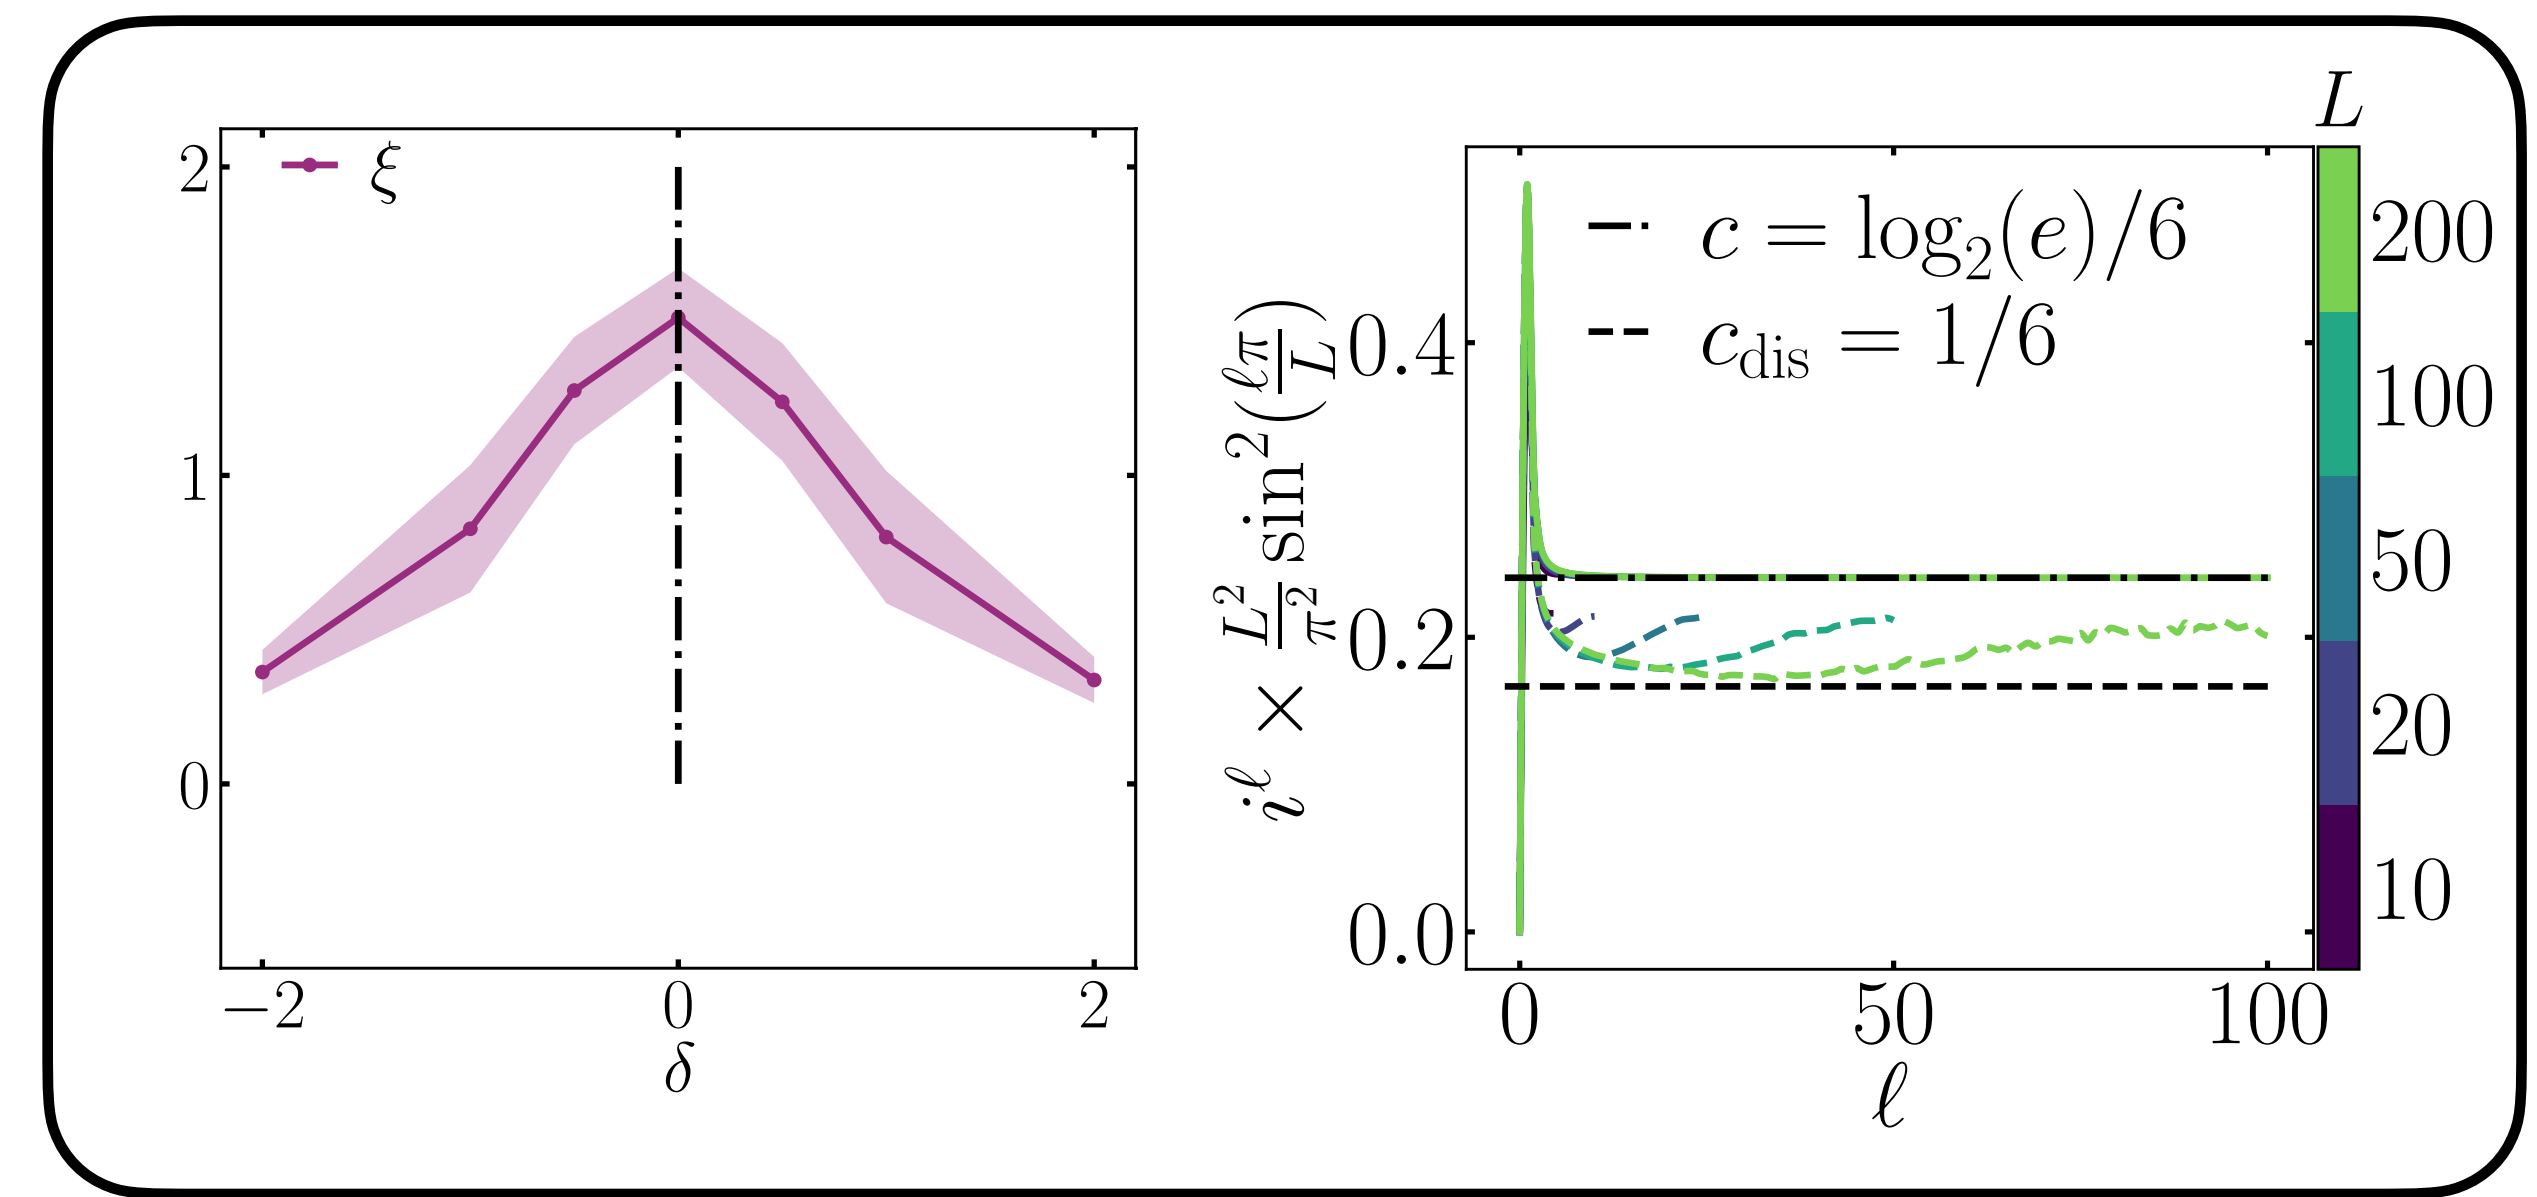 ξ
2
1
0
−2
0
2
δ
i^ℓ × L²/π² sin²(ℓπ/L)
0.4
0.2
0.0
c = log₂(e)/6
c_dis = 1/6
0
50
100
ℓ
L
200
100
50
20
10